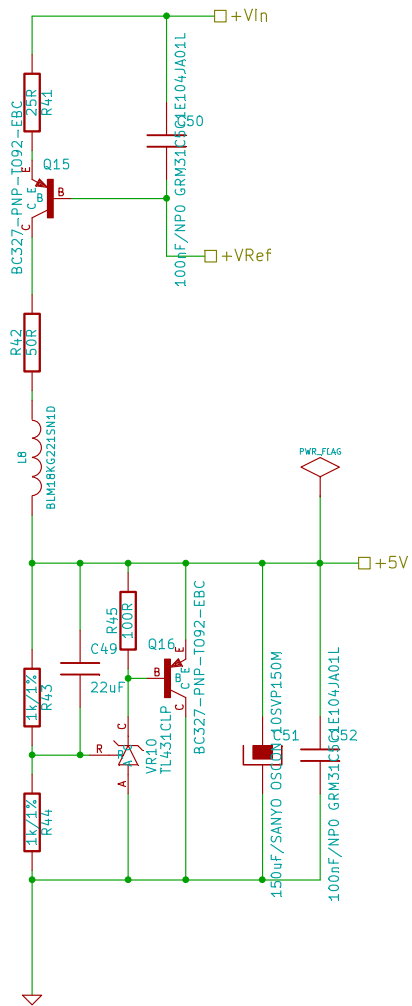 +Vin
25R
R41
C50
100nF/NP0 GRM31C5C1E104JA01L
BC327-PNP-TO92-EBC
Q15
E
E
B
B
C
C
+VRef
R42
50R
L8
BLM18KG221SN1D
PWR_FLAG
+5V
R45
100R
Q16
BC327-PNP-TO92-EBC
E
E
B
B
C
C
C49
22uF
1k/1%
R43
C
R
R
A
A
VR10
TL431CLP
C51
150uF/SANYO OSCON 10SVP150M
C52
100nF/NP0 GRM31C5C1E104JA01L
1k/1%
R44